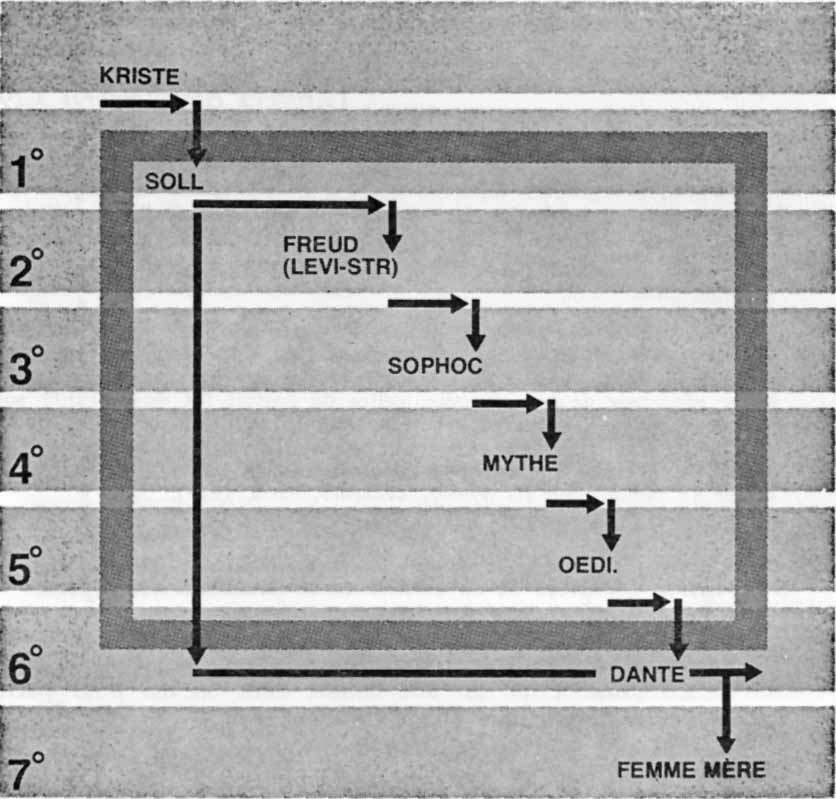 KRISTE
1°
SOLL
2°
FREUD
(LEVI-STR)
3°
SOPHOC
4°
MYTHE
5°
OEDI.
6°
DANTE
7°
FEMME MÈRE